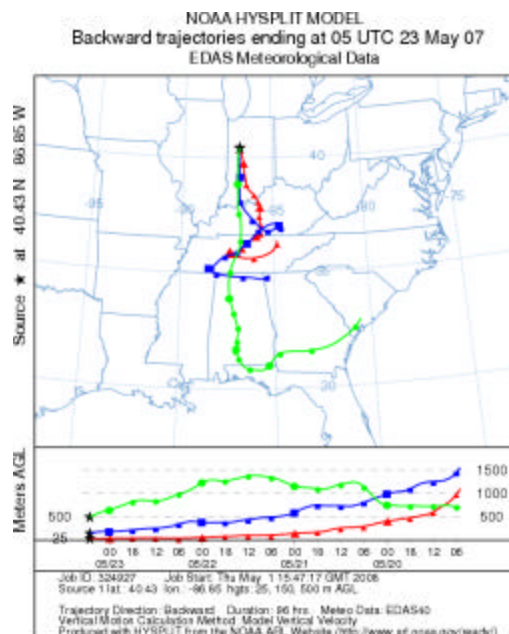 NOAA HYSPLIT MODEL
Backward trajectories ending at 05 UTC 23 May 07
EDAS Meteorological Data
Source ★ at 40.43 N 86.85 W
40
75
80
30
Meters AGL
500
25
1500
1000
500
00 18 12 06 00 18 12 06 00 18 12 06 00 18 12 06
05/23 05/22 05/21 05/20
Job ID: 324927 Job Start: Thu May 1 15:47:17 GMT 2008
Source 1 lat.: 40.43 lon.: -86.85 hgts: 25, 150, 500 m AGL
Trajectory Direction: Backward Duration: 96 hrs Meteo Data: EDAS40
Vertical Motion Calculation Method: Model Vertical Velocity
Produced with HYSPLIT from the NOAA ARL Website